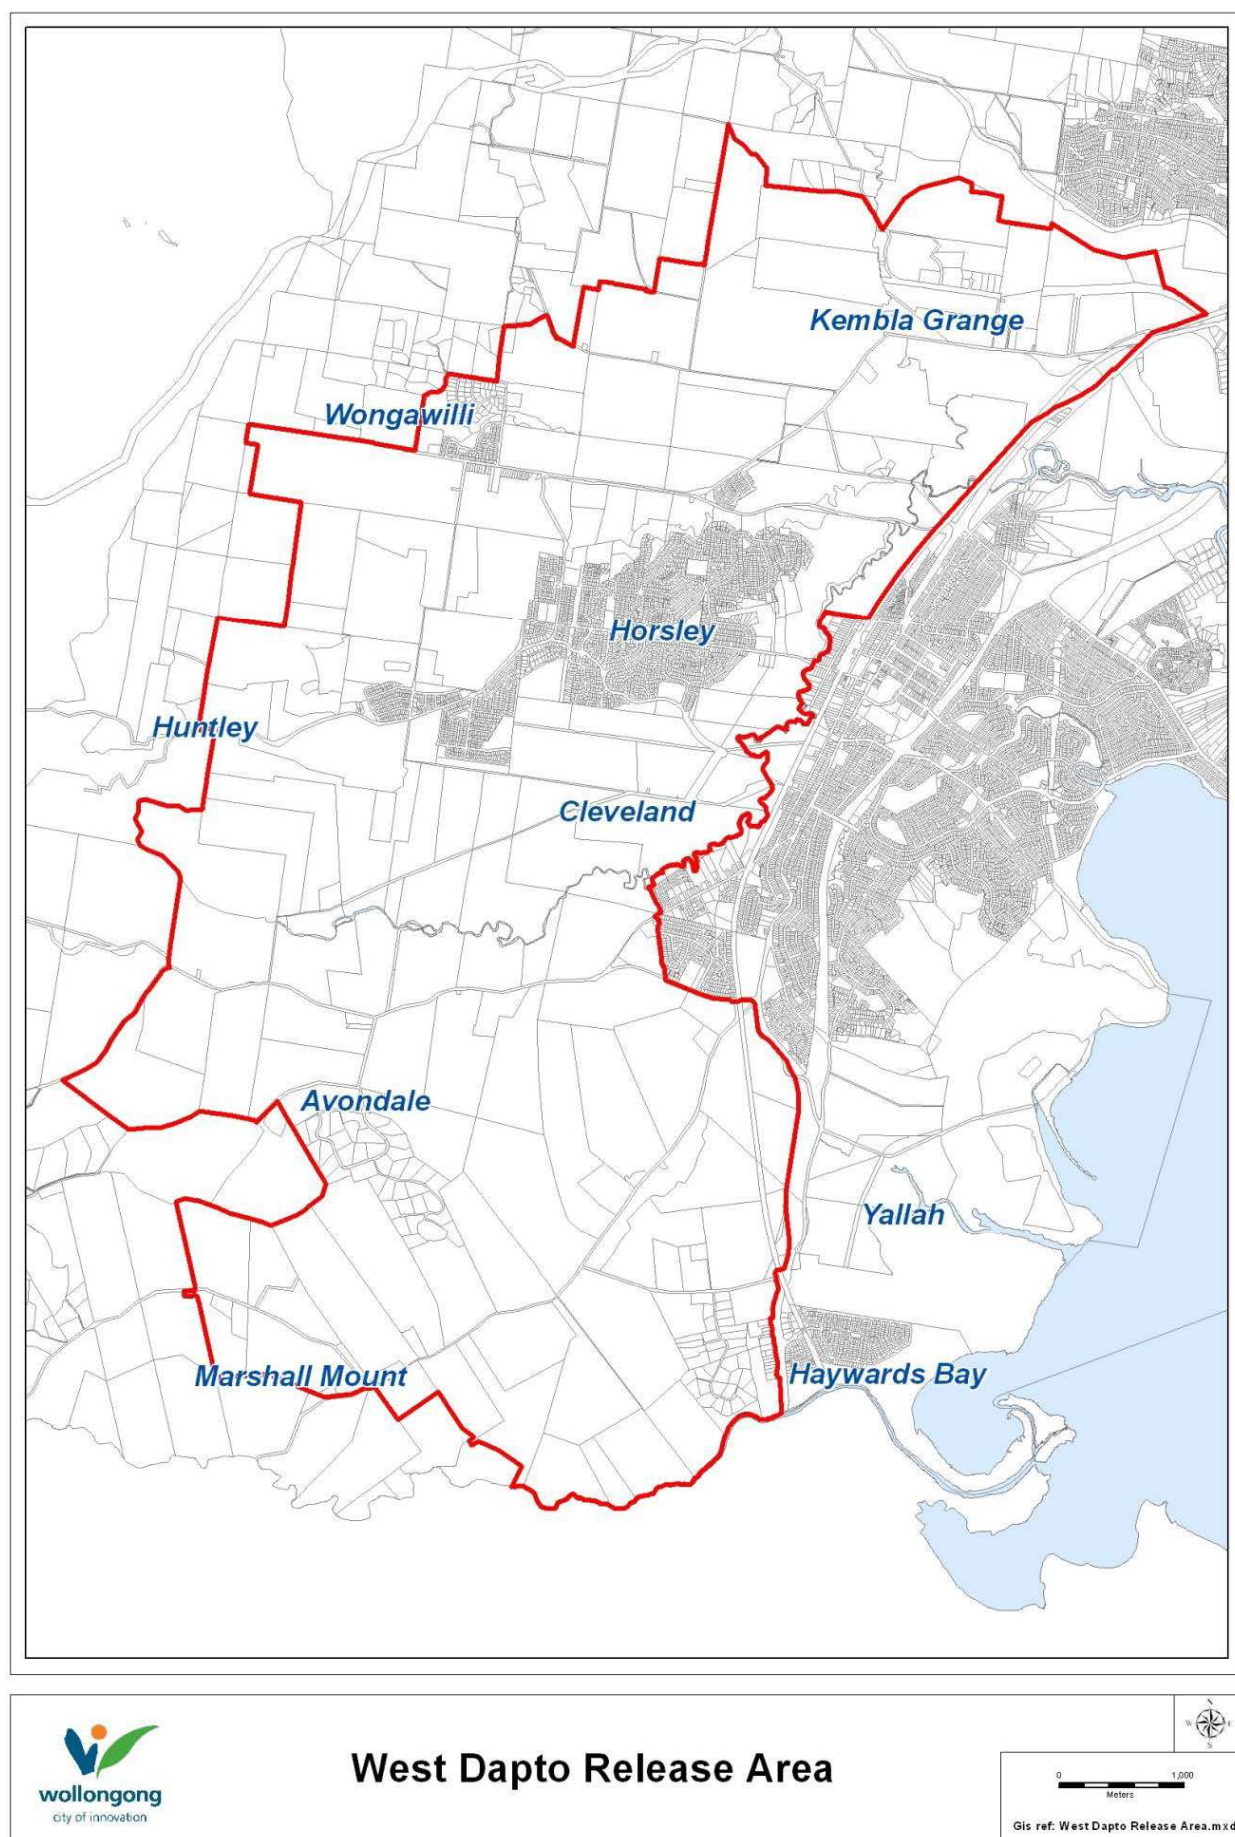 Kembla Grange
Wongawilli
Horsley
Huntley
Cleveland
Avondale
Yallah
Marshall Mount
Haywards Bay
wollongong
city of innovation
West Dapto Release Area
N
W E
S
0 1,000
Meters
Gis ref: West Dapto Release Area.mxd